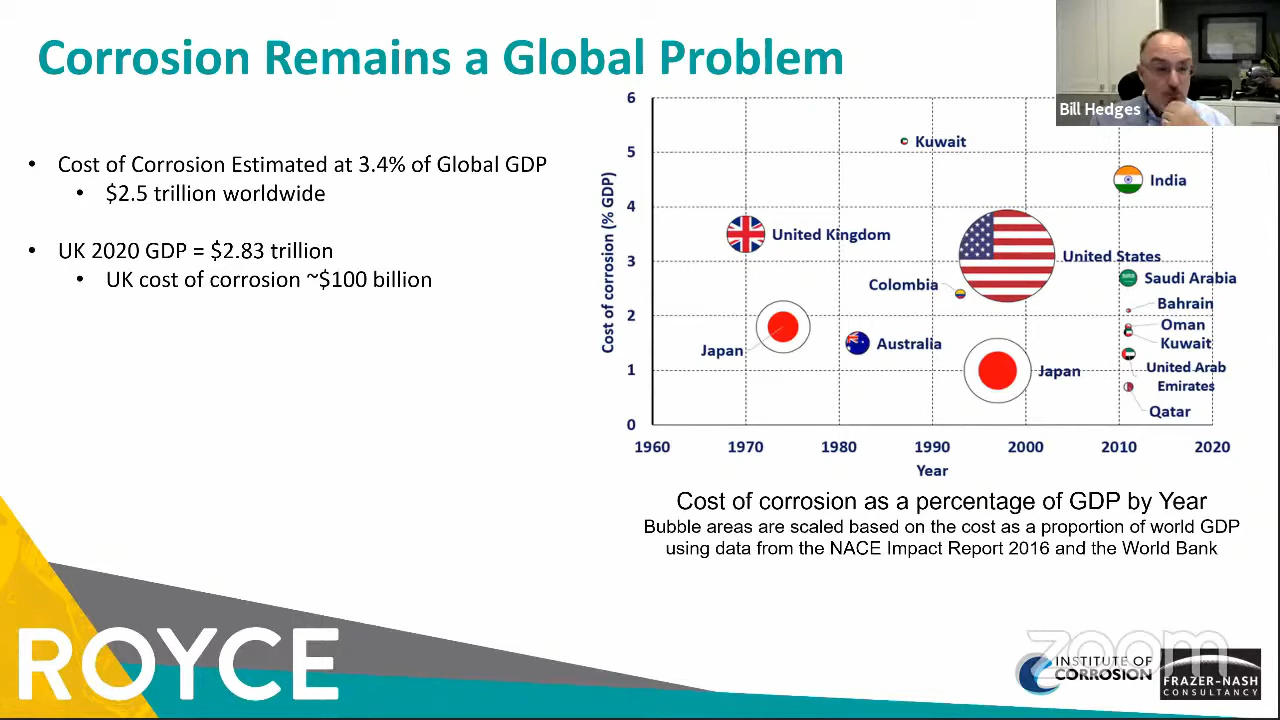 Corrosion Remains a Global Problem
Bill Hedges
• Cost of Corrosion Estimated at 3.4% of Global GDP
• $2.5 trillion worldwide
• UK 2020 GDP = $2.83 trillion
• UK cost of corrosion ~$100 billion
Cost of corrosion (% GDP)
6
5
4
3
2
1
0
Kuwait
India
United Kingdom
United States
Saudi Arabia
Colombia
Bahrain
Oman
Kuwait
Australia
Japan
United Arab
Emirates
Japan
Qatar
1960 1970 1980 1990 2000 2010 2020
Year
Cost of corrosion as a percentage of GDP by Year
Bubble areas are scaled based on the cost as a proportion of world GDP
using data from the NACE Impact Report 2016 and the World Bank
ROYCE
zoom
INSTITUTE OF
CORROSION
FRAZER-NASH
CONSULTANCY